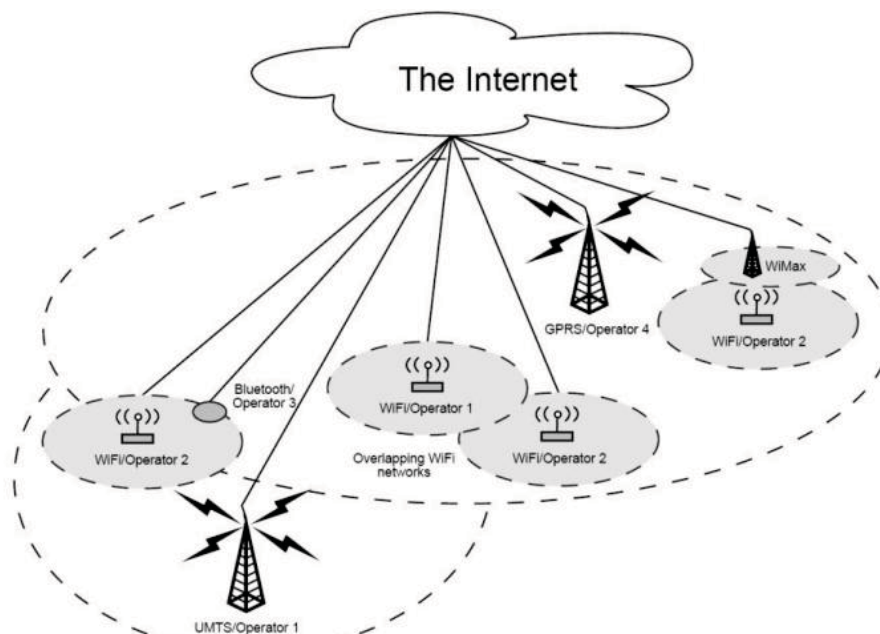 The Internet
WiMax
GPRS/Operator 4
WiFi/Operator 2
Bluetooth/
Operator 3
WiFi/Operator 1
WiFi/Operator 2
Overlapping WiFi
networks
WiFi/Operator 2
UMTS/Operator 1